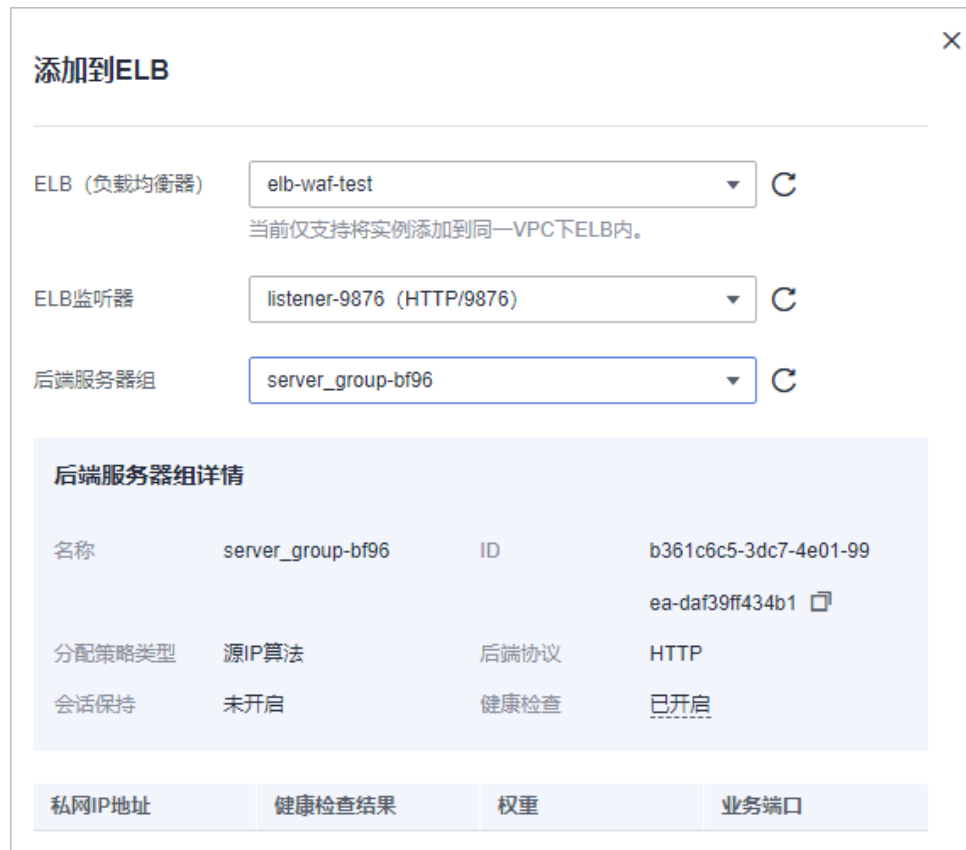 添加到ELB
ELB（负载均衡器） elb-waf-test
当前仅支持将实例添加到同一VPC下ELB内。
ELB监听器 listener-9876（HTTP/9876）
后端服务器组 server_group-bf96
后端服务器组详情
名称 server_group-bf96 ID b361c6c5-3dc7-4e01-99
ea-daf39ff434b1
分配策略类型 源IP算法 后端协议 HTTP
会话保持 未开启 健康检查 已开启
私网IP地址 健康检查结果 权重 业务端口